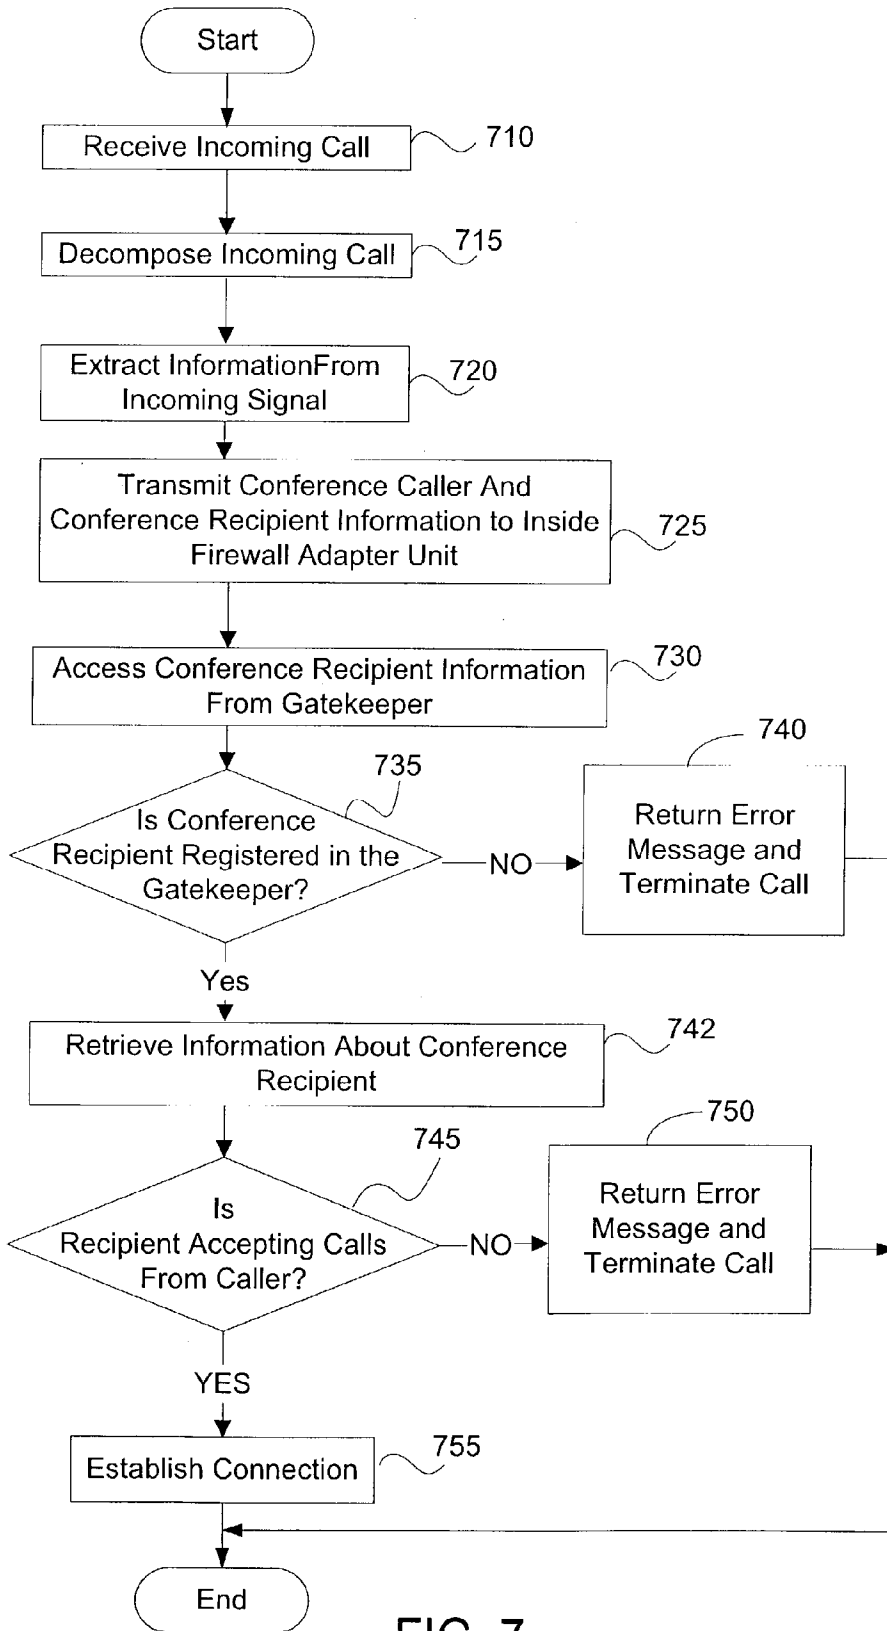 Start
Receive Incoming Call
710
Decompose Incoming Call
715
Extract InformationFrom
Incoming Signal
720
Transmit Conference Caller And
Conference Recipient Information to Inside
Firewall Adapter Unit
725
Access Conference Recipient Information
From Gatekeeper
730
735
Is Conference
Recipient Registered in the
Gatekeeper?
NO
740
Return Error
Message and
Terminate Call
Yes
Retrieve Information About Conference
Recipient
742
745
Is
Recipient Accepting Calls
From Caller?
NO
750
Return Error
Message and
Terminate Call
YES
Establish Connection
755
End
FIG. 7